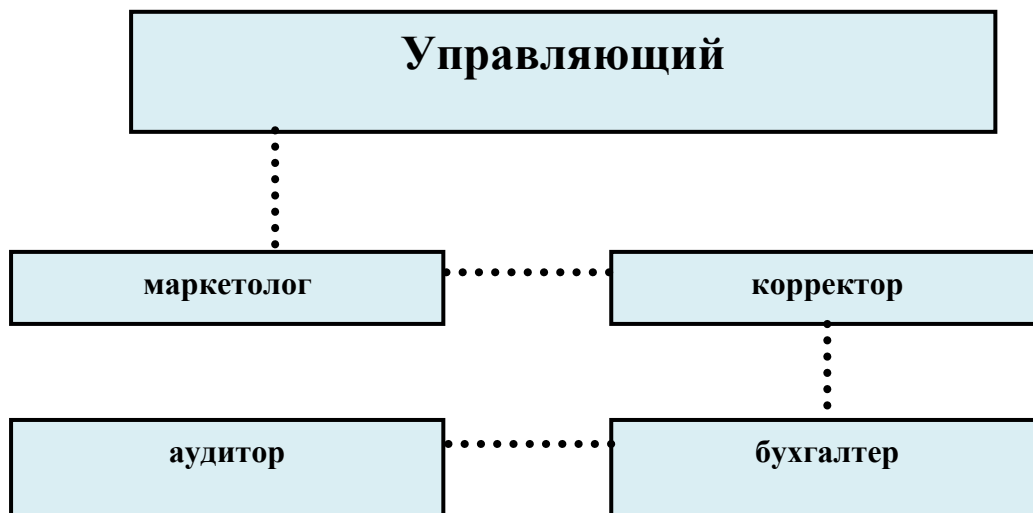 Управляющий
маркетолог
корректор
аудитор
бухгалтер